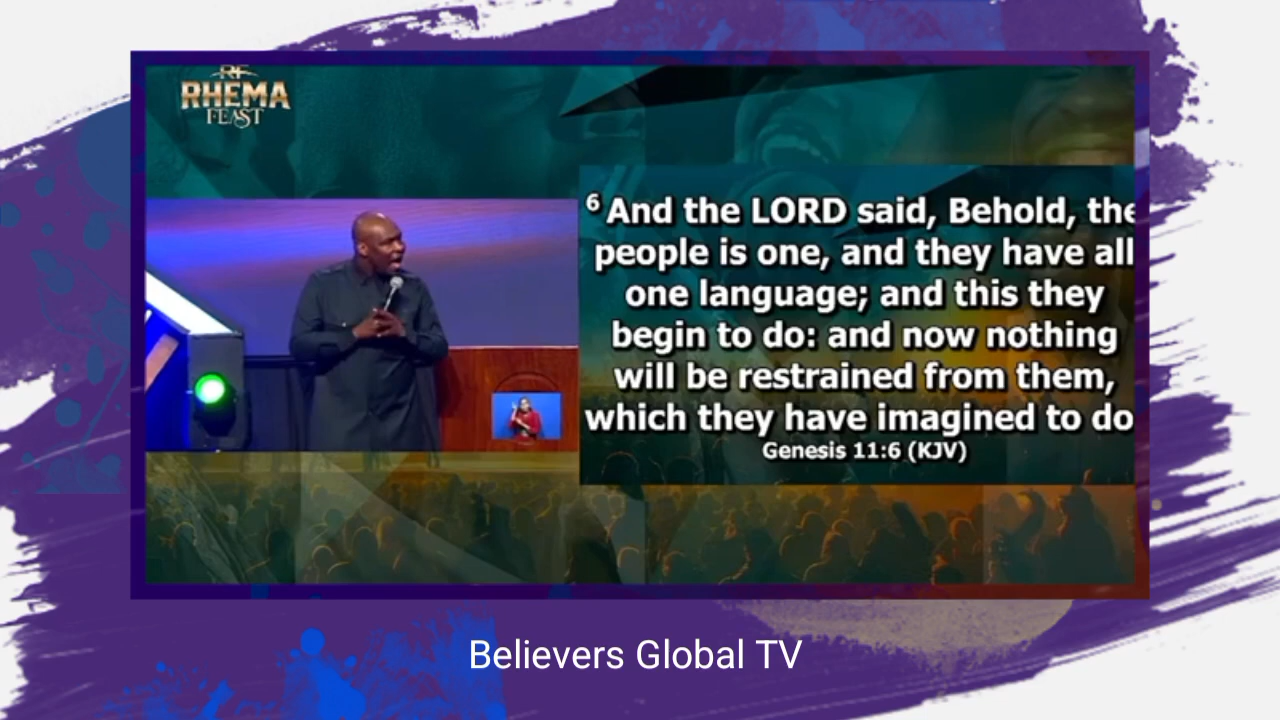 RF
RHEMA
FEAST
6 And the LORD said, Behold, the
people is one, and they have all
one language; and this they
begin to do: and now nothing
will be restrained from them,
which they have imagined to do
Genesis 11:6 (KJV)
Believers Global TV